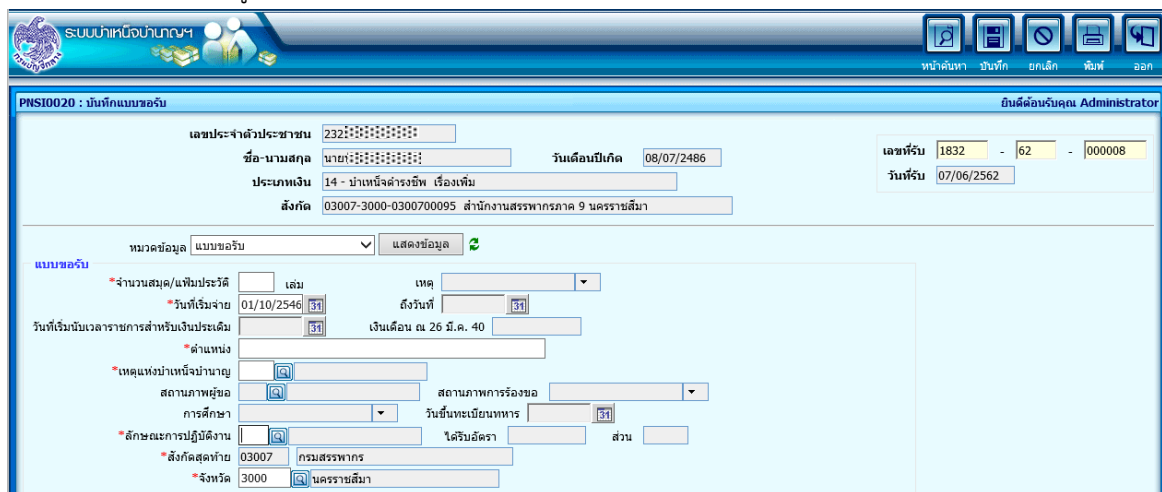 ระบบบำเหน็จบำนาญฯ
กรมบัญชีกลาง
หน้าค้นหา บันทึก ยกเลิก พิมพ์ ออก
PNSI0020 : บันทึกแบบขอรับ ยินดีต้อนรับคุณ Administrator
เลขประจำตัวประชาชน 232
เลขที่รับ 1832 - 62 - 000008
ชื่อ-นามสกุล นาย วันเดือนปีเกิด 08/07/2486
วันที่รับ 07/06/2562
ประเภทเงิน 14 - บำเหน็จดำรงชีพ เรื่องเพิ่ม
สังกัด 03007-3000-0300700095 สำนักงานสรรพากรภาค 9 นครราชสีมา
หมวดข้อมูล แบบขอรับ แสดงข้อมูล
แบบขอรับ
*จำนวนสมุด/แฟ้มประวัติ เล่ม เหตุ
*วันที่เริ่มจ่าย 01/10/2546 31 ถึงวันที่ 31
วันที่เริ่มนับเวลาราชการสำหรับเงินประเดิม 31 เงินเดือน ณ 26 มี.ค. 40
*ตำแหน่ง
*เหตุแห่งบำเหน็จบำนาญ
สถานภาพผู้ขอ สถานภาพการร้องขอ
การศึกษา วันขึ้นทะเบียนทหาร 31
*ลักษณะการปฏิบัติงาน ได้รับอัตรา ส่วน
*สังกัดสุดท้าย 03007 กรมสรรพากร
*จังหวัด 3000 นครราชสีมา